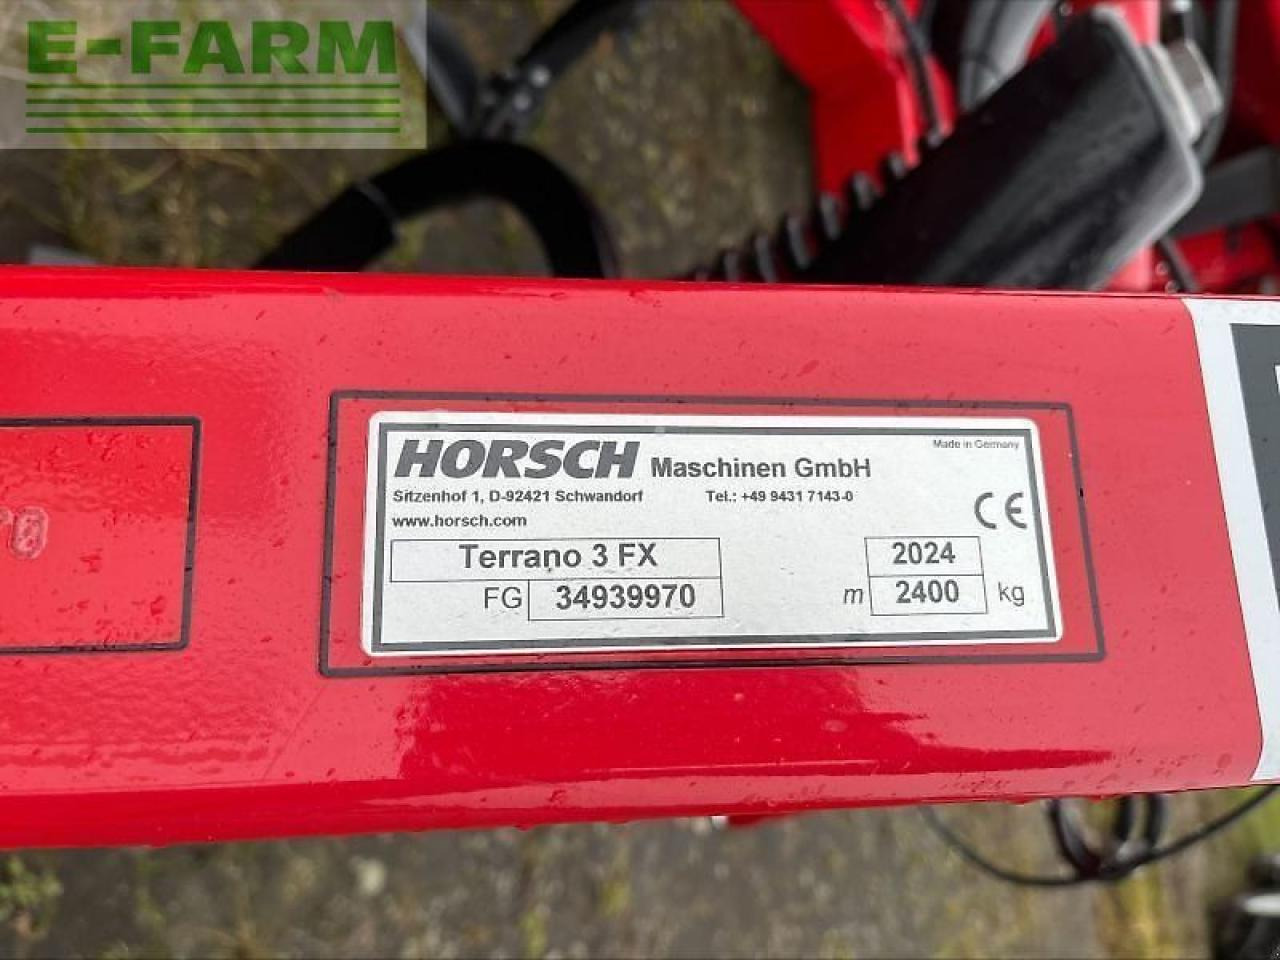 E-FARM
HORSCH Maschinen GmbH
Made in Germany
Sitzenhof 1, D-92421 Schwandorf Tel.: +49 9431 7143-0
www.horsch.com
CE
Terrano 3 FX 2024
FG 34939970 m 2400 kg